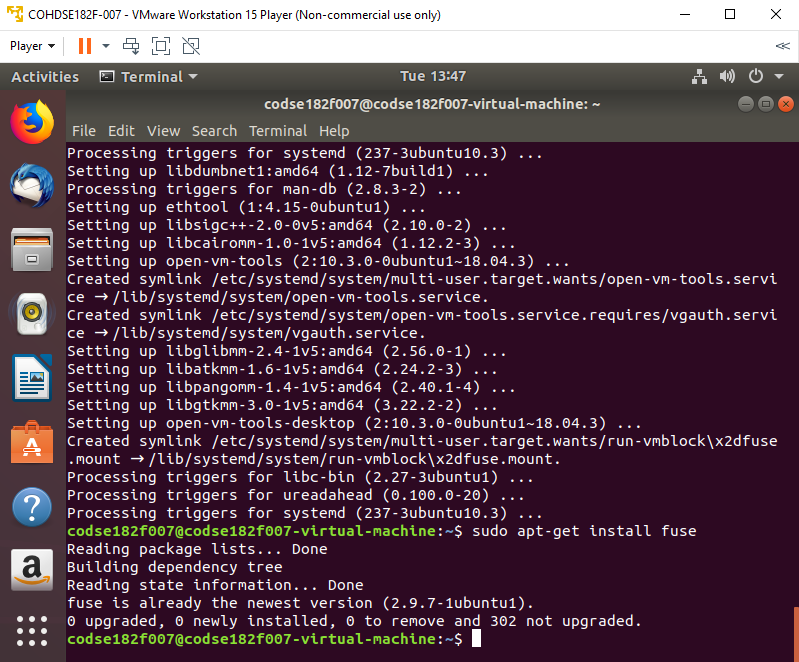 COHDSE182F-007 - VMware Workstation 15 Player (Non-commercial use only)
Player
Activities Terminal Tue 13:47
codse182f007@codse182f007-virtual-machine: ~
File Edit View Search Terminal Help
Processing triggers for systemd (237-3ubuntu10.3) ...
Setting up libdumbnet1:amd64 (1.12-7build1) ...
Processing triggers for man-db (2.8.3-2) ...
Setting up ethtool (1:4.15-0ubuntu1) ...
Setting up libsigc++-2.0-0v5:amd64 (2.10.0-2) ...
Setting up libcairomm-1.0-1v5:amd64 (1.12.2-3) ...
Setting up open-vm-tools (2:10.3.0-0ubuntu1~18.04.3) ...
Created symlink /etc/systemd/system/multi-user.target.wants/open-vm-tools.servi
ce → /lib/systemd/system/open-vm-tools.service.
Created symlink /etc/systemd/system/open-vm-tools.service.requires/vgauth.servi
ce → /lib/systemd/system/vgauth.service.
Setting up libglibmm-2.4-1v5:amd64 (2.56.0-1) ...
Setting up libatkmm-1.6-1v5:amd64 (2.24.2-3) ...
Setting up libpangomm-1.4-1v5:amd64 (2.40.1-4) ...
Setting up libgtkmm-3.0-1v5:amd64 (3.22.2-2) ...
Setting up open-vm-tools-desktop (2:10.3.0-0ubuntu1~18.04.3) ...
Created symlink /etc/systemd/system/multi-user.target.wants/run-vmblock\x2dfuse
.mount → /lib/systemd/system/run-vmblock\x2dfuse.mount.
Processing triggers for libc-bin (2.27-3ubuntu1) ...
Processing triggers for ureadahead (0.100.0-20) ...
Processing triggers for systemd (237-3ubuntu10.3) ...
codse182f007@codse182f007-virtual-machine:~$ sudo apt-get install fuse
Reading package lists... Done
Building dependency tree
Reading state information... Done
fuse is already the newest version (2.9.7-1ubuntu1).
0 upgraded, 0 newly installed, 0 to remove and 302 not upgraded.
codse182f007@codse182f007-virtual-machine:~$